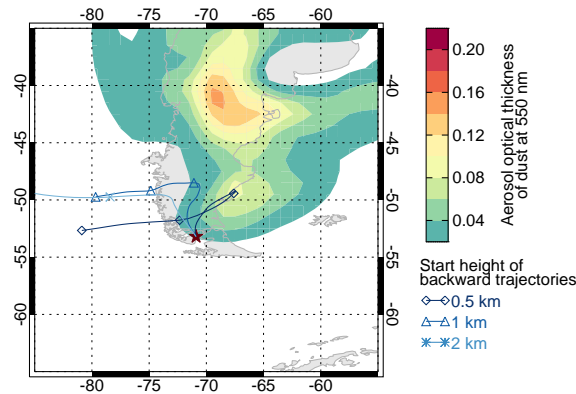 -80 -75 -70 -65 -60
-40
-45
-50
-55
-60
-40
-45
-50
-55
-60
-80 -75 -70 -65 -60
0.20
0.16
0.12
0.08
0.04
Aerosol optical thickness
of dust at 550 nm
Start height of
backward trajectories
0.5 km
1 km
2 km